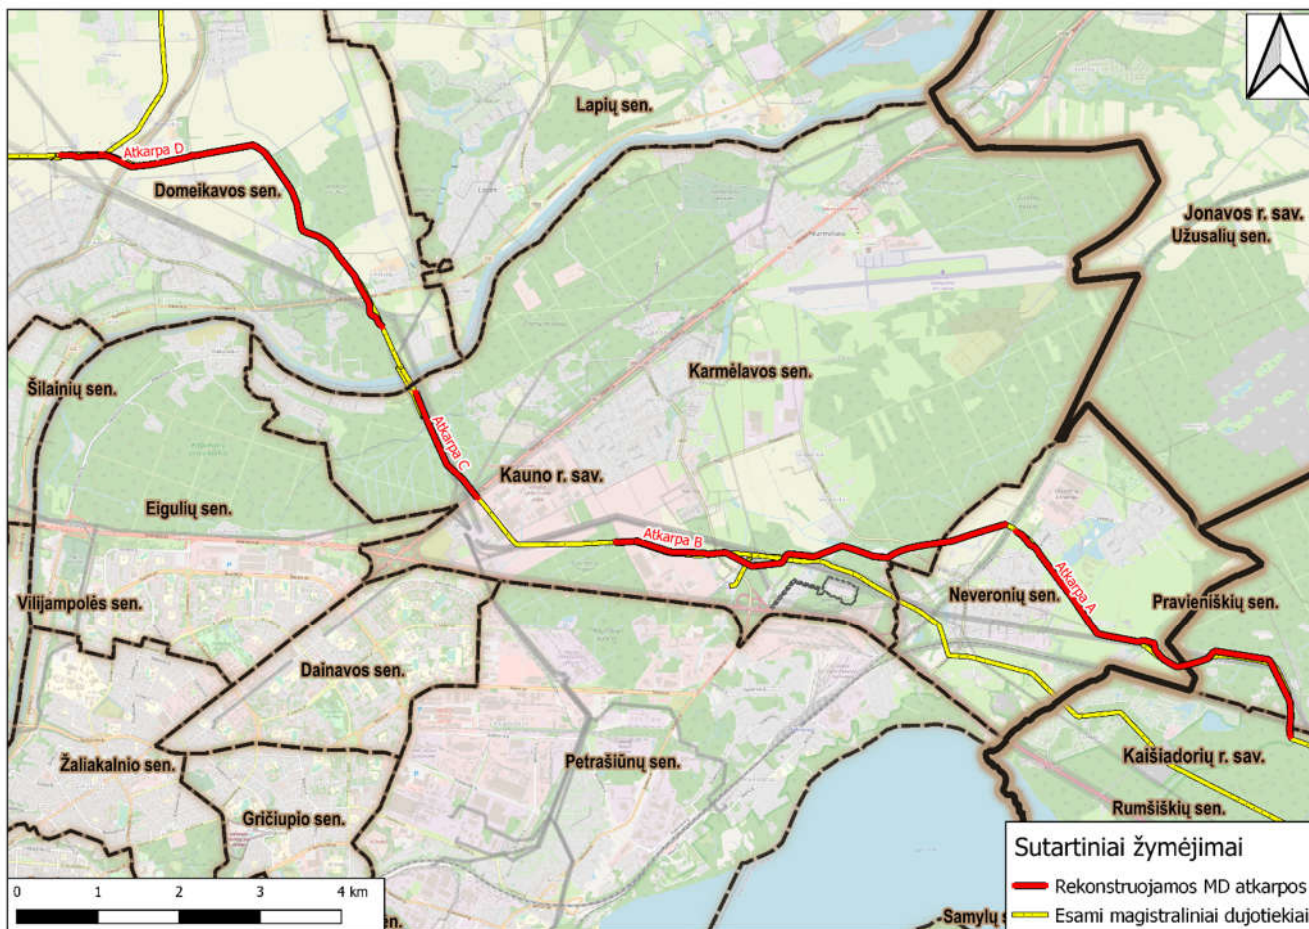 Lapių sen.
Atkarpa D
Domeikavos sen.
Jonavos r. sav.
Užusalių sen.
Šilainių sen.
Karmėlavos sen.
Atkarpa C
Kauno r. sav.
Eigulių sen.
Atkarpa B
Atkarpa A
Neveronių sen.
Pravieniškių sen.
Vilijampolės sen.
Dainavos sen.
Žaliakalnio sen.
Petrašiūnų sen.
Kaišiadorių r. sav.
Rumšiškių sen.
Gričiupio sen.
Sutartiniai žymėjimai
Rekonstruojamos MD atkarpos
Esami magistraliniai dujotiekiai
0 1 2 3 4 km
en.
Samylų s